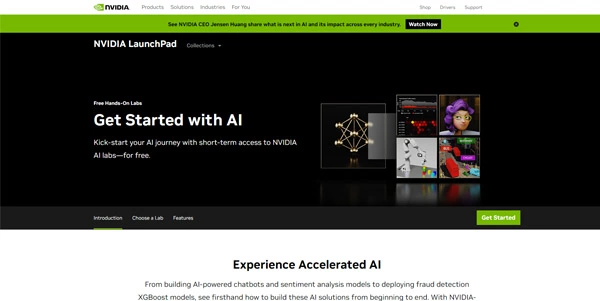 NVIDIA
Products
Solutions
Industries
For You
Shop
Drivers
Support
See NVIDIA CEO Jensen Huang share what is next in AI and its impact across every industry.
Watch Now
NVIDIA LaunchPad
Collections
Free Hands-On Labs
Get Started with AI
Kick-start your AI journey with short-term access to NVIDIA
AI labs—for free.
Introduction
Choose a Lab
Features
Get Started
Experience Accelerated AI
From building AI-powered chatbots and sentiment analysis models to deploying fraud detection
XGBoost models, see firsthand how to build these AI solutions from beginning to end. With NVIDIA-